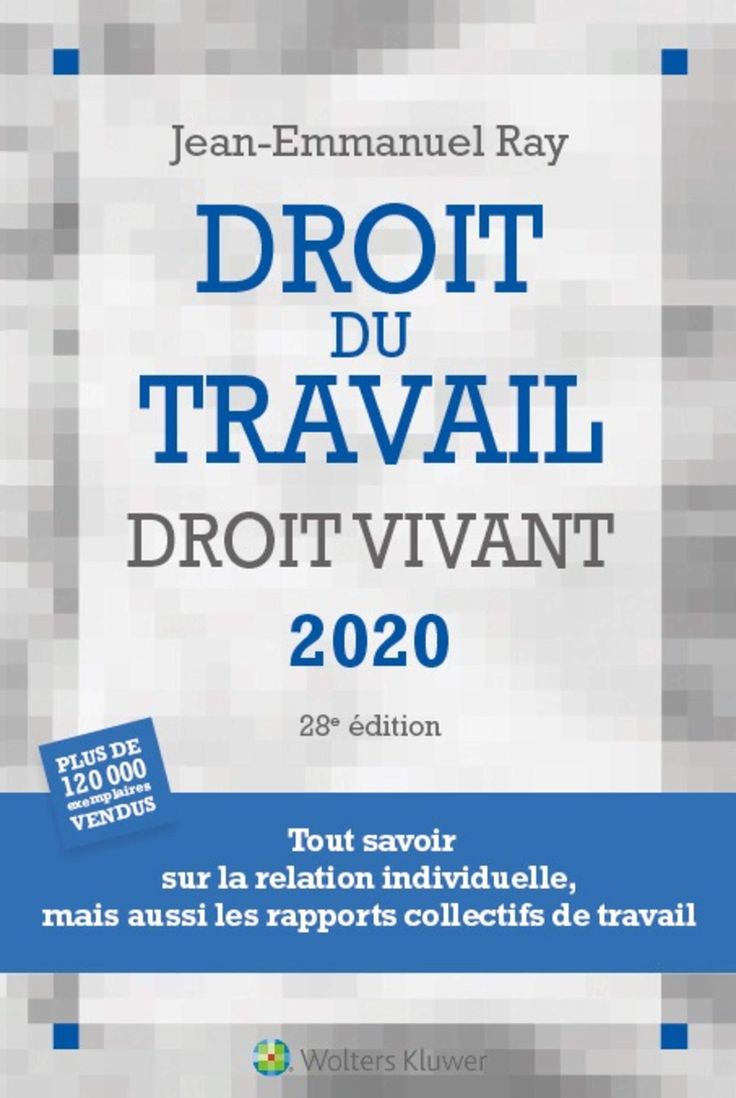 Jean-Emmanuel Ray
DROIT
DU
TRAVAIL
DROIT VIVANT
2020
28e édition
PLUS DE
120 000
exemplaires
VENDUS
Tout savoir
sur la relation individuelle,
mais aussi les rapports collectifs de travail
Wolters Kluwer